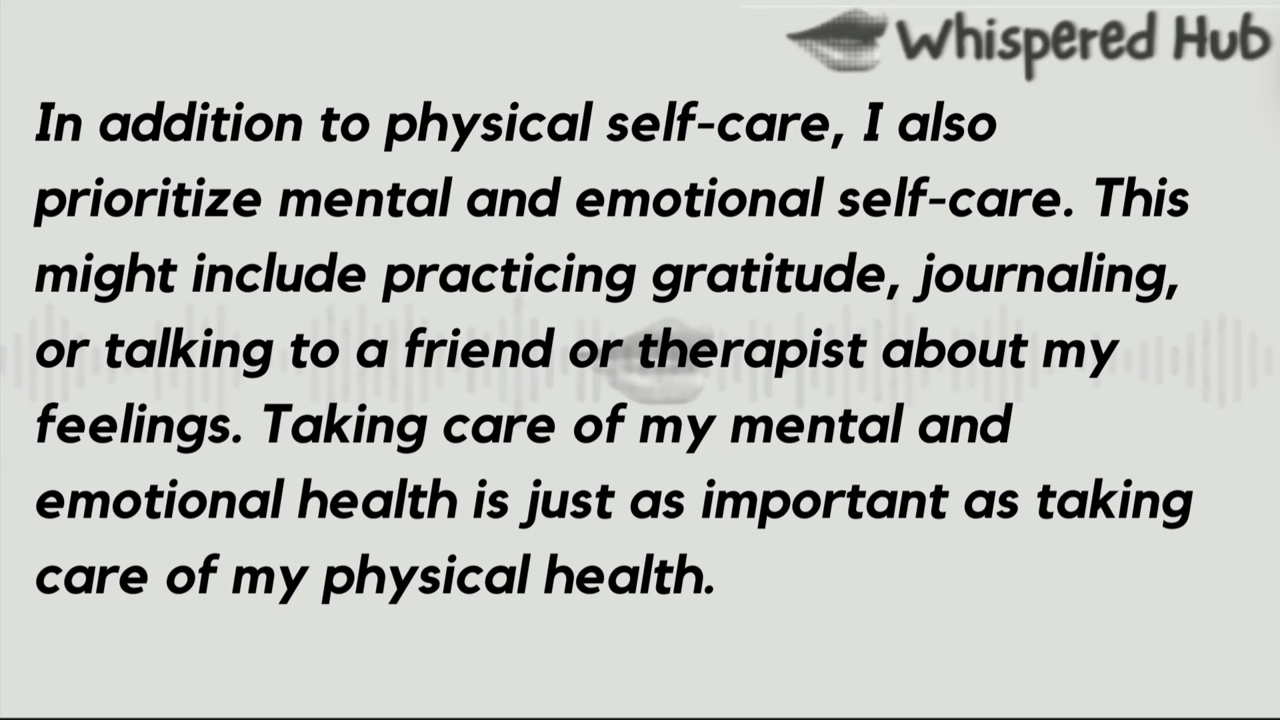 Whispered Hub
In addition to physical self-care, I also
prioritize mental and emotional self-care. This
might include practicing gratitude, journaling,
or talking to a friend or therapist about my
feelings. Taking care of my mental and
emotional health is just as important as taking
care of my physical health.